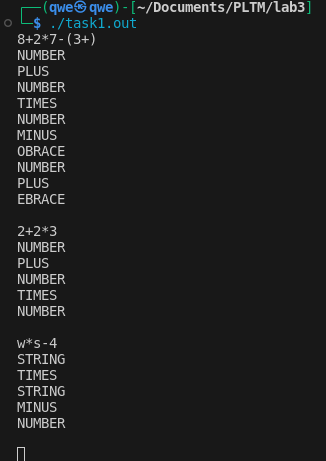 ┌──(qwe㉿qwe)-[~/Documents/PLTM/lab3]
└─$ ./task1.out
8+2*7-(3+)
NUMBER
PLUS
NUMBER
TIMES
NUMBER
MINUS
OBRACE
NUMBER
PLUS
EBRACE

2+2*3
NUMBER
PLUS
NUMBER
TIMES
NUMBER

w*s-4
STRING
TIMES
STRING
MINUS
NUMBER